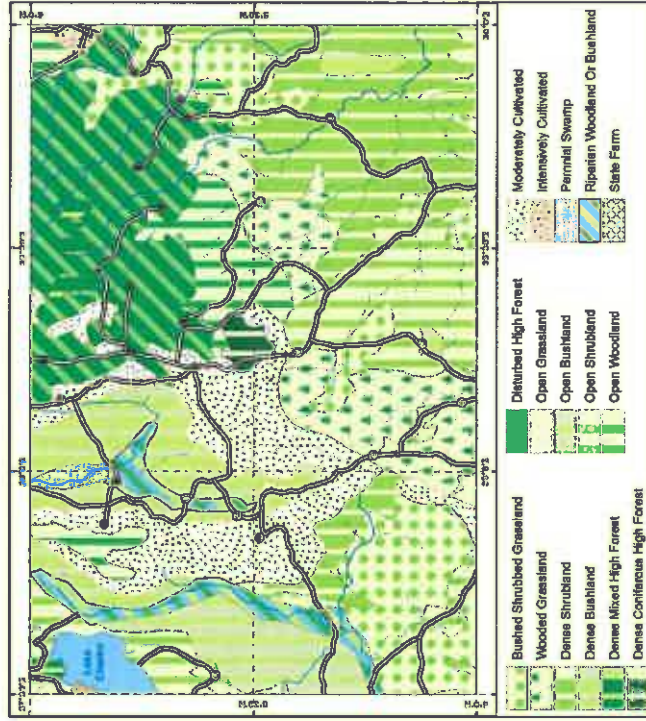 Bushed Shrubbed Grassland
Wooded Grassland
Dense Shrubland
Dense Bushland
Dense Mixed High Forest
Dense Coniferous High Forest
Disturbed High Forest
Open Grassland
Open Bushland
Open Shrubland
Open Woodland
Moderately Cultivated
Intensively Cultivated
Pernnial Swamp
Riparian Woodland Or Bushland
State Farm